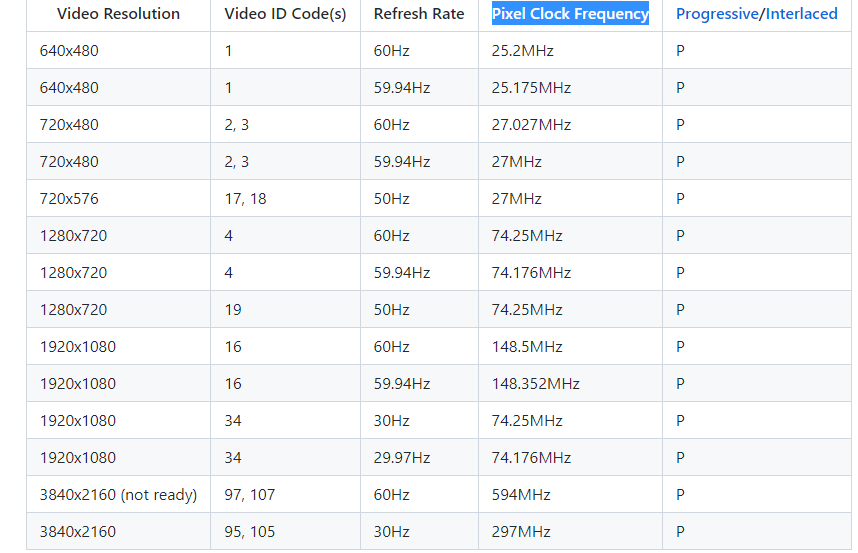 Video Resolution Video ID Code(s) Refresh Rate Pixel Clock Frequency Progressive/Interlaced
640x480 1 60Hz 25.2MHz P
640x480 1 59.94Hz 25.175MHz P
720x480 2, 3 60Hz 27.027MHz P
720x480 2, 3 59.94Hz 27MHz P
720x576 17, 18 50Hz 27MHz P
1280x720 4 60Hz 74.25MHz P
1280x720 4 59.94Hz 74.176MHz P
1280x720 19 50Hz 74.25MHz P
1920x1080 16 60Hz 148.5MHz P
1920x1080 16 59.94Hz 148.352MHz P
1920x1080 34 30Hz 74.25MHz P
1920x1080 34 29.97Hz 74.176MHz P
3840x2160 (not ready) 97, 107 60Hz 594MHz P
3840x2160 95, 105 30Hz 297MHz P